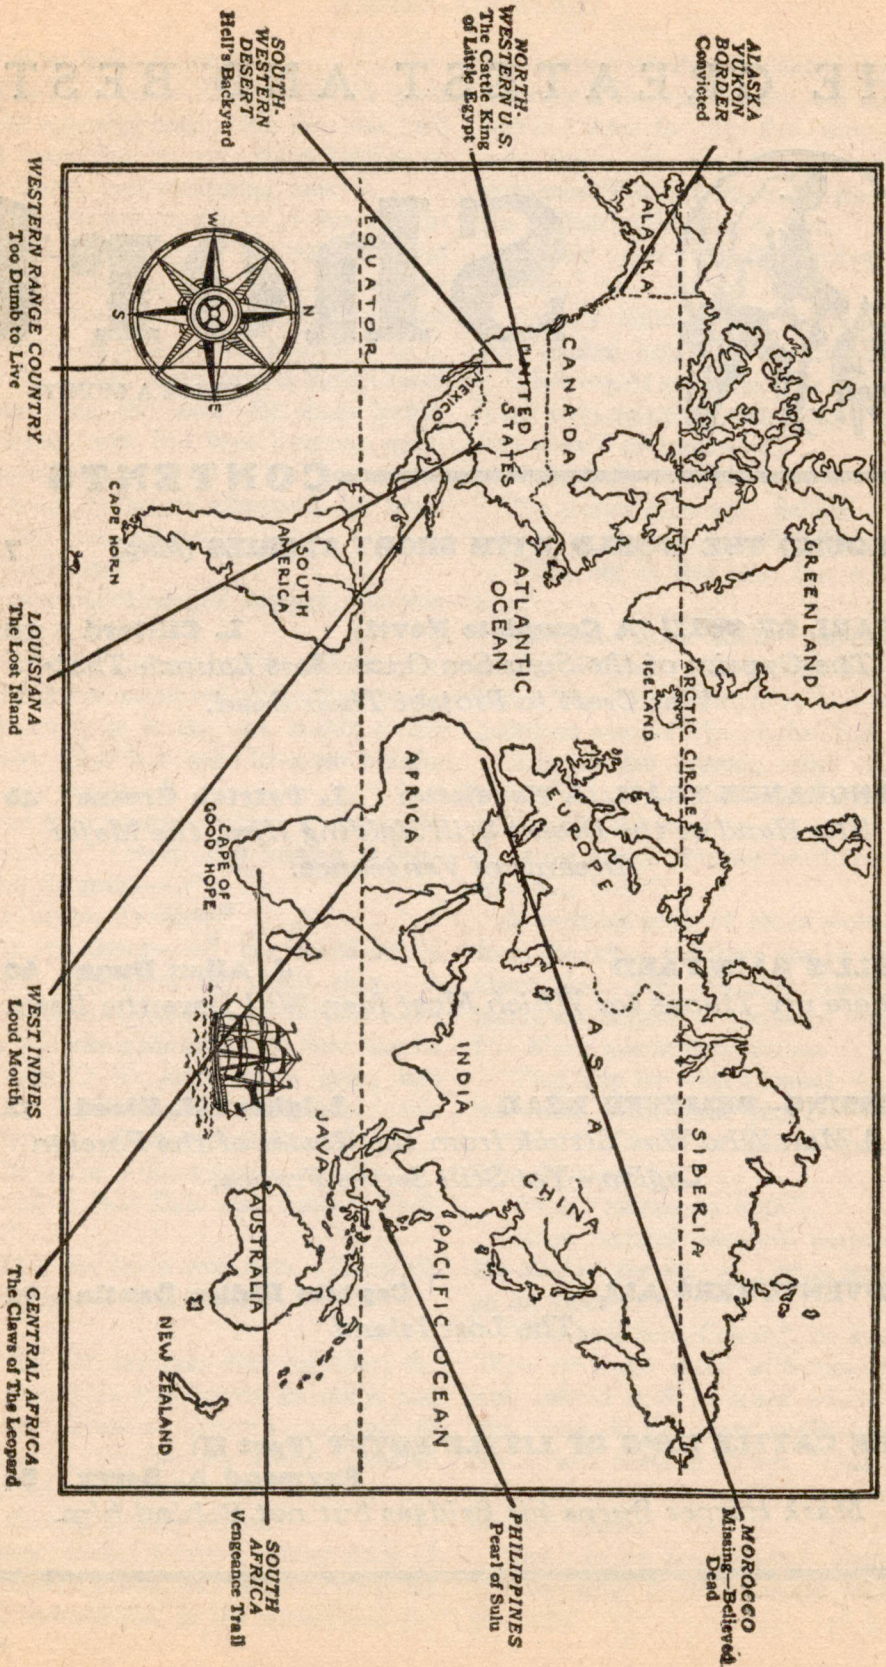 ALASKA
YUKON
BORDER
Convicted
NORTH-
WESTERN U.S.
The Cattle King
of Little Egypt
SOUTH-
WESTERN
DESERT
Hell's Backyard
GREENLAND
ARCTIC CIRCLE
ICELAND
ALASKA
CANADA
UNITED
STATES
MEXICO
ATLANTIC
OCEAN
EUROPE
ASIA
SIBERIA
CHINA
INDIA
AFRICA
PACIFIC OCEAN
EQUATOR
JAVA
SOUTH
AMERICA
AUSTRALIA
CAPE OF
GOOD HOPE
NEW ZEALAND
CAPE HORN
N
W
E
S
MOROCCO
Missing—Believed
Dead
PHILIPPINES
Pearl of Sulu
SOUTH
AFRICA
Vengeance Trail
WESTERN RANGE COUNTRY
Too Dumb to Live
LOUISIANA
The Lost Island
WEST INDIES
Loud Mouth
CENTRAL AFRICA
The Claws of The Leopard